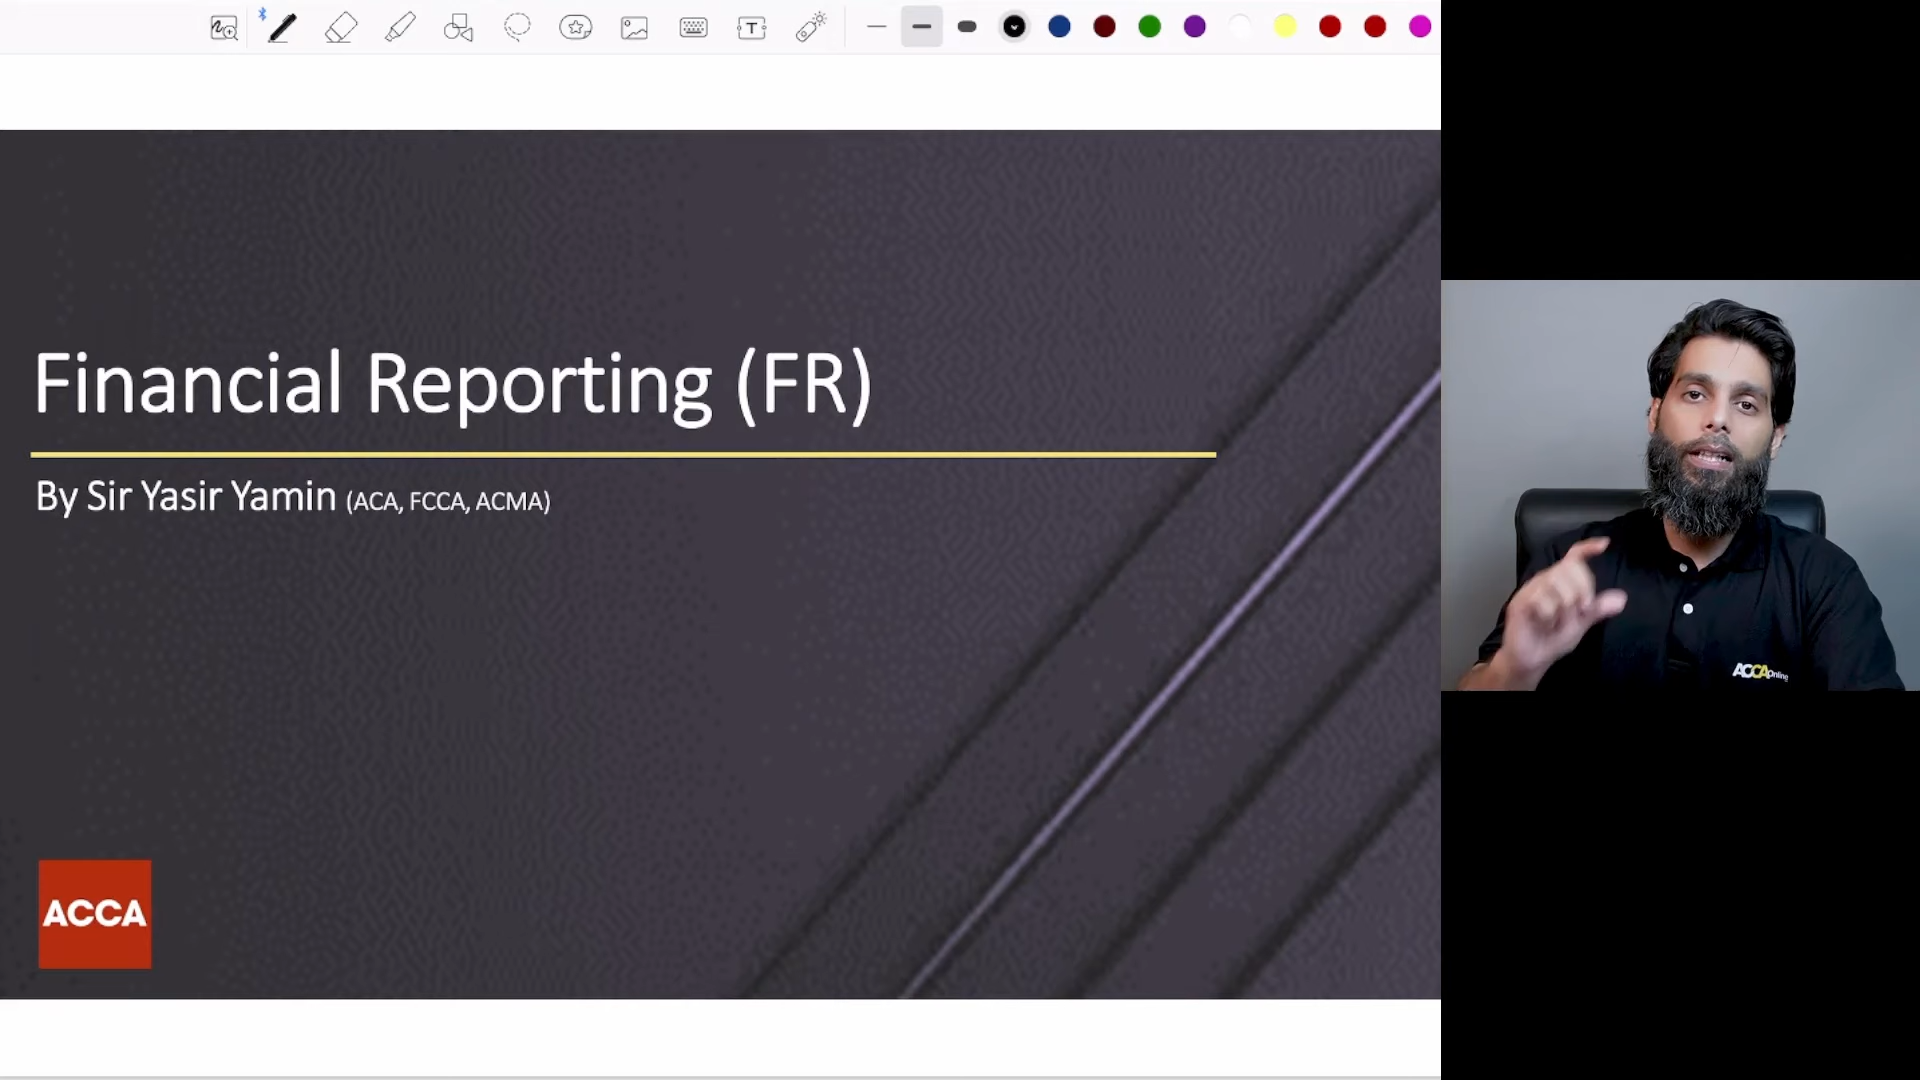 Financial Reporting (FR)
By Sir Yasir Yamin (ACA, FCCA, ACMA)
ACCA
ACCA Online